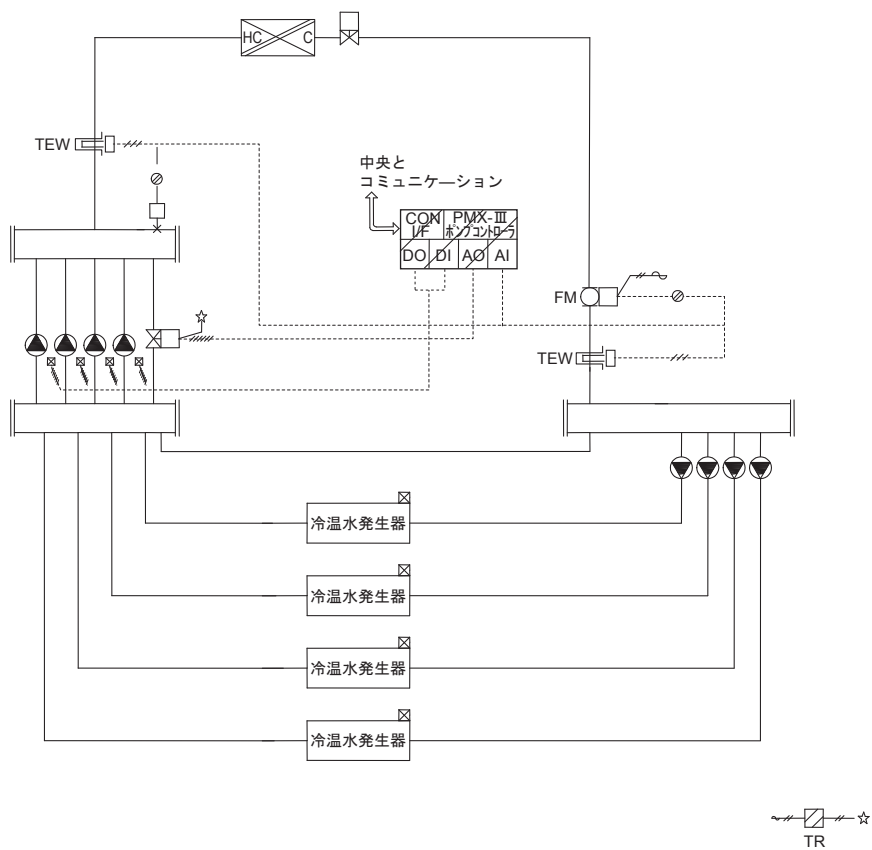 HC C
TEW
中央と
コミュニケーション
CON PMX-III
I/F ポンプコントローラ
DO DI AO AI
FM
TEW
冷温水発生器
冷温水発生器
冷温水発生器
冷温水発生器
TR